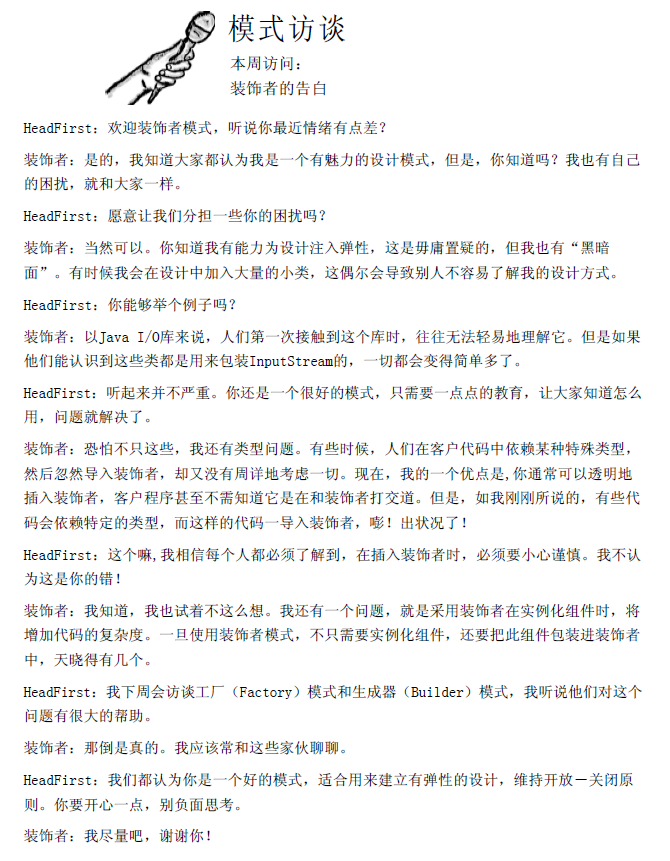 模式访谈
本周访问：
装饰者的告白
HeadFirst：欢迎装饰者模式，听说你最近情绪有点差？
装饰者：是的，我知道大家都认为我是一个有魅力的设计模式，但是，你知道吗？我也有自己
的困扰，就和大家一样。
HeadFirst：愿意让我们分担一些你的困扰吗？
装饰者：当然可以。你知道我有能力为设计注入弹性，这是毋庸置疑的，但我也有“黑暗
面”。有时候我会在设计中加入大量的小类，这偶尔会导致别人不容易了解我的设计方式。
HeadFirst：你能够举个例子吗？
装饰者：以Java I/O库来说，人们第一次接触到这个库时，往往无法轻易地理解它。但是如果
他们能认识到这些类都是用来包装InputStream的，一切都会变得简单多了。
HeadFirst：听起来并不严重。你还是一个很好的模式，只需要一点点的教育，让大家知道怎么
用，问题就解决了。
装饰者：恐怕不只这些，我还有类型问题。有些时候，人们在客户代码中依赖某种特殊类型，
然后忽然导入装饰者，却又没有周详地考虑一切。现在，我的一个优点是,你通常可以透明地
插入装饰者，客户程序甚至不需知道它是在和装饰者打交道。但是，如我刚刚所说的，有些代
码会依赖特定的类型，而这样的代码一导入装饰者，嘭！出状况了！
HeadFirst：这个嘛,我相信每个人都必须了解到，在插入装饰者时，必须要小心谨慎。我不认
为这是你的错！
装饰者：我知道，我也试着不这么想。我还有一个问题，就是采用装饰者在实例化组件时，将
增加代码的复杂度。一旦使用装饰者模式，不只需要实例化组件，还要把此组件包装进装饰者
中，天晓得有几个。
HeadFirst：我下周会访谈工厂（Factory）模式和生成器（Builder）模式，我听说他们对这个
问题有很大的帮助。
装饰者：那倒是真的。我应该常和这些家伙聊聊。
HeadFirst：我们都认为你是一个好的模式，适合用来建立有弹性的设计，维持开放－关闭原
则。你要开心一点，别负面思考。
装饰者：我尽量吧，谢谢你！